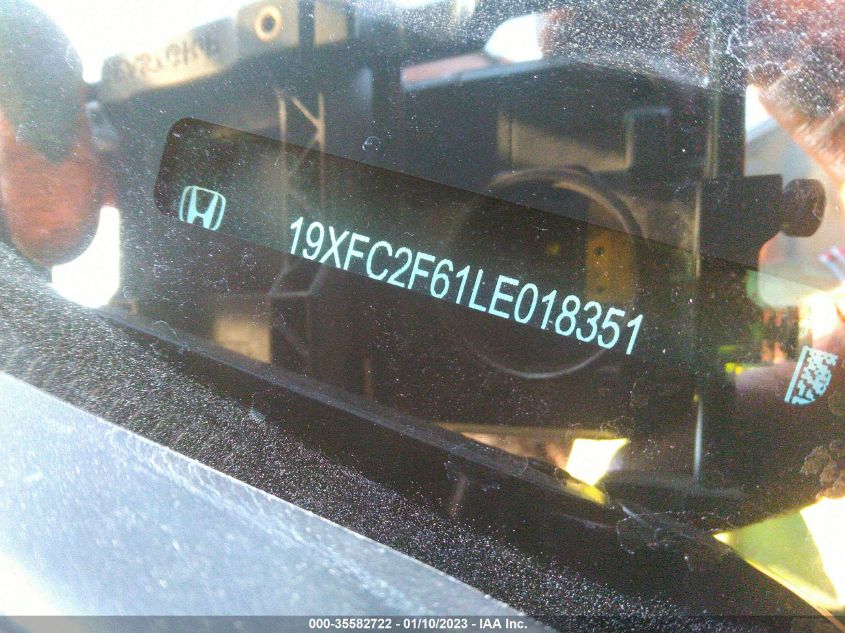 19XFC2F61LE018351
000-35582722 — 01/10/2023 — IAA Inc.